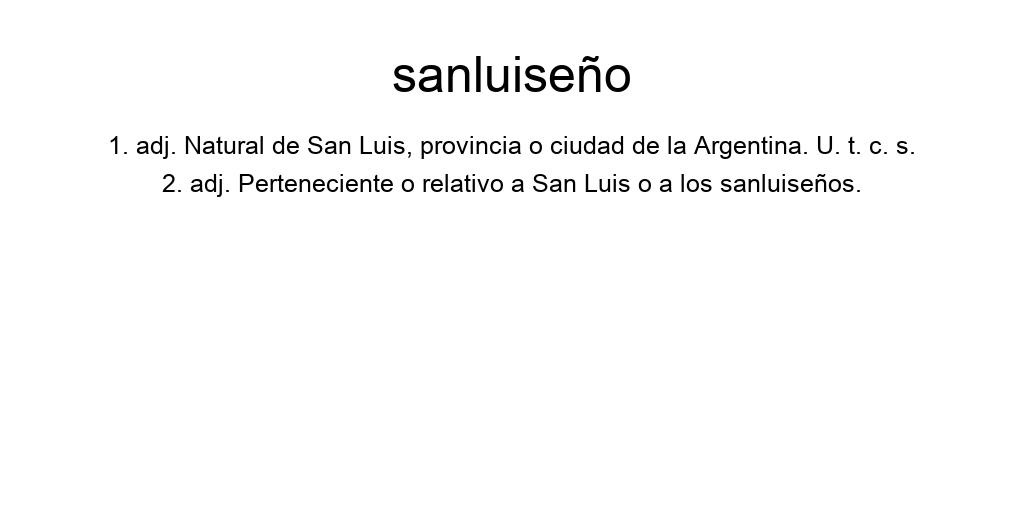 sanluiseño
1. adj. Natural de San Luis, provincia o ciudad de la Argentina. U. t. c. s.
2. adj. Perteneciente o relativo a San Luis o a los sanluiseños.